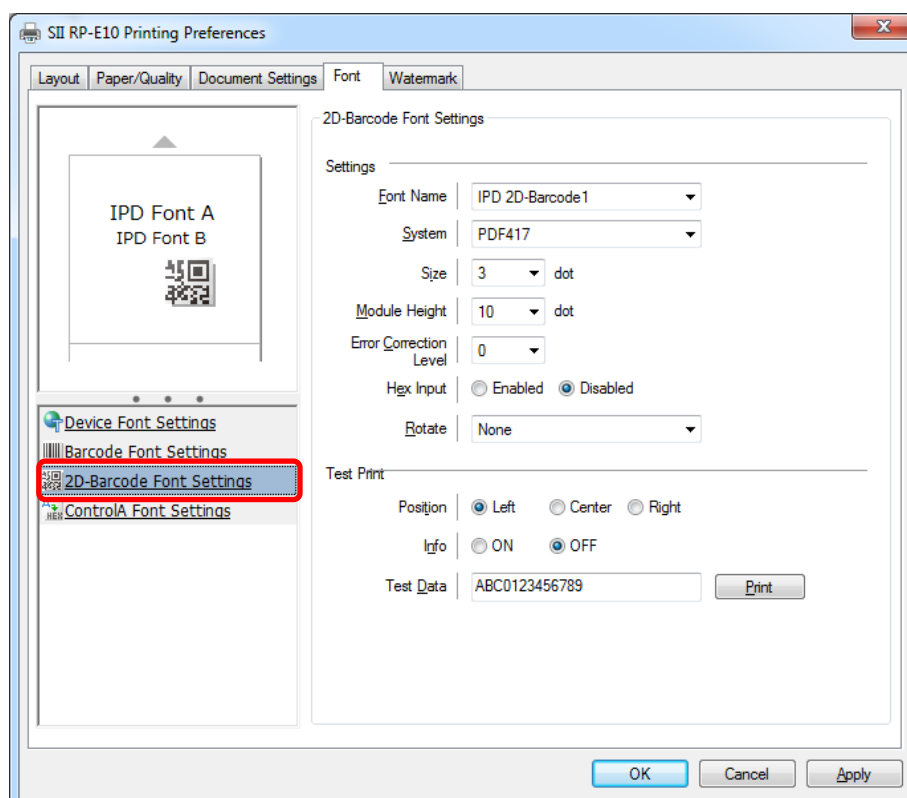 SII RP-E10 Printing Preferences
Layout Paper/Quality Document Settings Font Watermark
IPD Font A
IPD Font B
Device Font Settings
Barcode Font Settings
2D-Barcode Font Settings
HEX ControlA Font Settings
2D-Barcode Font Settings
Settings
Font Name IPD 2D-Barcode1
System PDF417
Size 3 dot
Module Height 10 dot
Error Correction
Level 0
Hex Input Enabled Disabled
Rotate None
Test Print
Position Left Center Right
Info ON OFF
Test Data ABC0123456789 Print
OK Cancel Apply